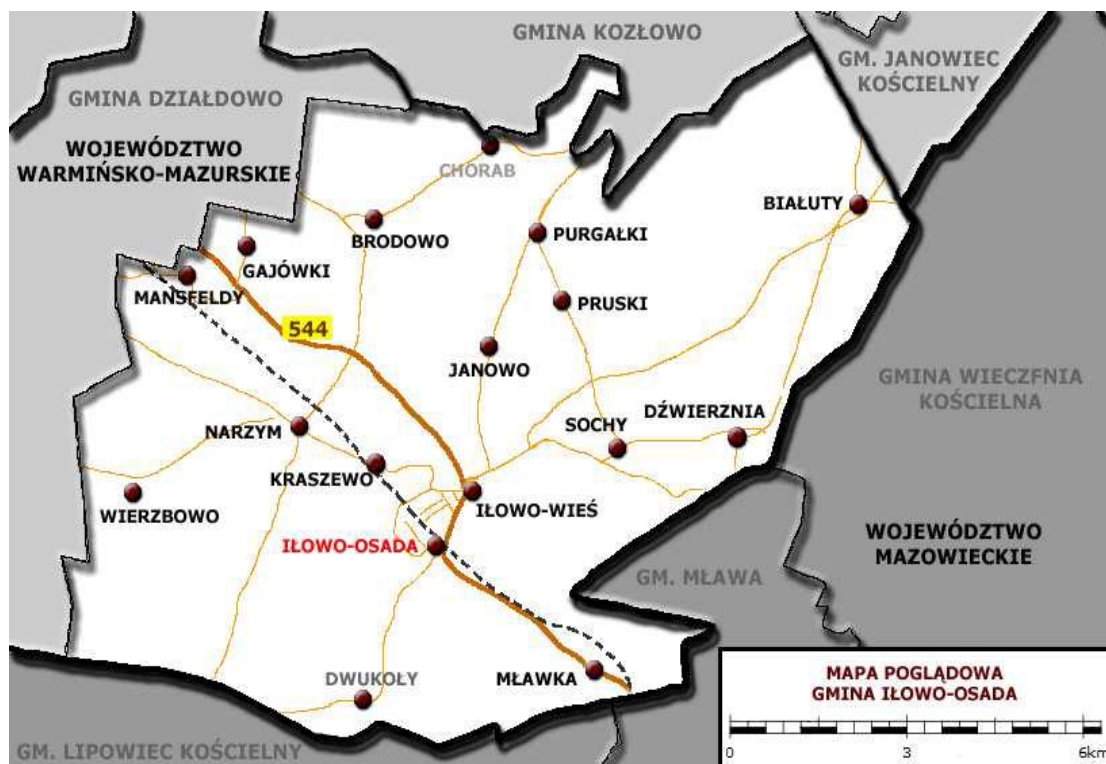 GMINA KOZŁOWO
GM. JANOWIEC
KOŚCIELNY
GMINA DZIAŁDOWO
WOJEWÓDZTWO
WARMIŃSKO-MAZURSKIE
CHORAB
BIAŁUTY
BRODOWO
PURGAŁKI
GAJÓWKI
MANSFELDY
PRUSKI
544
JANOWO
GMINA WIECZFNIA
KOŚCIELNA
DŹWIERZNIA
SOCHY
NARZYM
KRASZEWO
IŁOWO-WIEŚ
WIERZBOWO
WOJEWÓDZTWO
MAZOWIECKIE
IŁOWO-OSADA
GM. MŁAWA
DWUKOŁY
MŁAWKA
MAPA POGLĄDOWA
GMINA IŁOWO-OSADA
GM. LIPOWIEC KOŚCIELNY
0 3 6km